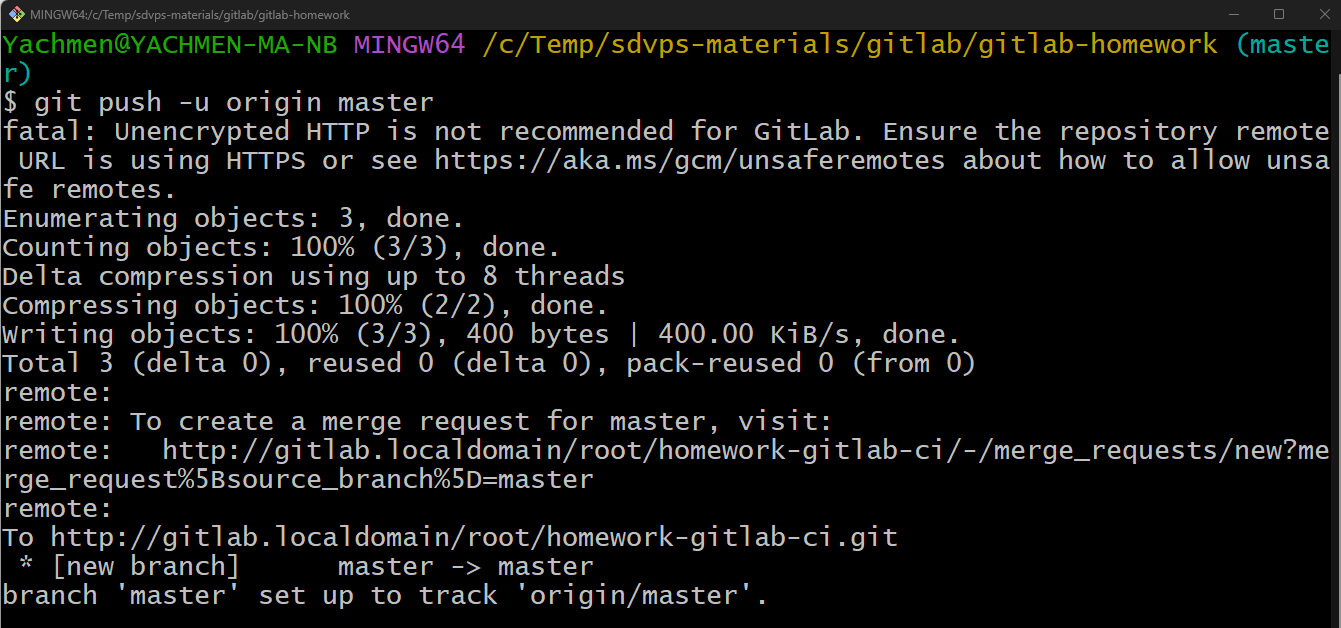 MINGW64:/c/Temp/sdvps-materials/gitlab/gitlab-homework
Yachmen@YACHMEN-MA-NB MINGW64 /c/Temp/sdvps-materials/gitlab/gitlab-homework (maste
r)
$ git push -u origin master
fatal: Unencrypted HTTP is not recommended for GitLab. Ensure the repository remote
 URL is using HTTPS or see https://aka.ms/gcm/unsaferemotes about how to allow unsa
fe remotes.
Enumerating objects: 3, done.
Counting objects: 100% (3/3), done.
Delta compression using up to 8 threads
Compressing objects: 100% (2/2), done.
Writing objects: 100% (3/3), 400 bytes | 400.00 KiB/s, done.
Total 3 (delta 0), reused 0 (delta 0), pack-reused 0 (from 0)
remote:
remote: To create a merge request for master, visit:
remote:   http://gitlab.localdomain/root/homework-gitlab-ci/-/merge_requests/new?me
rge_request%5Bsource_branch%5D=master
remote:
To http://gitlab.localdomain/root/homework-gitlab-ci.git
 * [new branch]      master -> master
branch 'master' set up to track 'origin/master'.